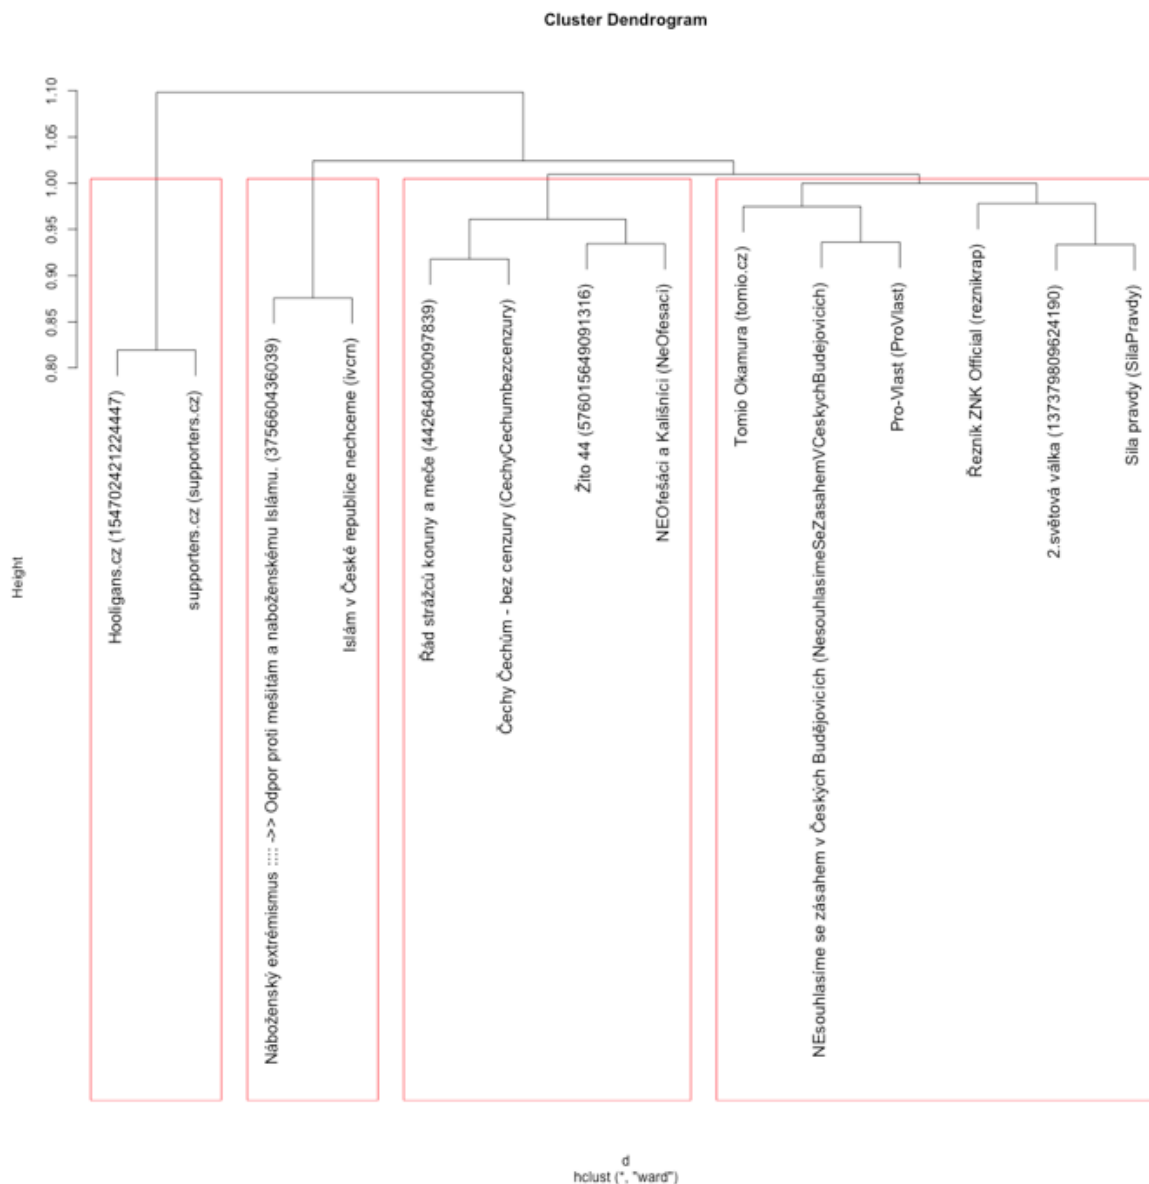 Cluster Dendrogram
1.10
1.05
1.00
0.95
0.90
0.85
0.80
Height
Hooligans.cz (154702421224447)
supporters.cz (supporters.cz)
Náboženský extrémismus :::: ->> Odpor proti mešitám a naboženskému Islámu. (375660436039)
Islám v České republice nechceme (ivcrn)
Řád strážců koruny a meče (442648009097839)
Čechy Čechům - bez cenzury (CechyCechumbezcenzury)
Žito 44 (576015649091316)
NEOfešáci a Kališníci (NeOfesaci)
Tomio Okamura (tomio.cz)
NEsouhlasíme se zásahem v Českých Budějovicích (NesouhlasimeSeZasahemVCeskychBudejovicich)
Pro-Vlast (ProVlast)
Řezník ZNK Official (reznikrap)
2.světová válka (137379809624190)
Síla pravdy (SilaPravdy)
d
hclust (*, "ward")